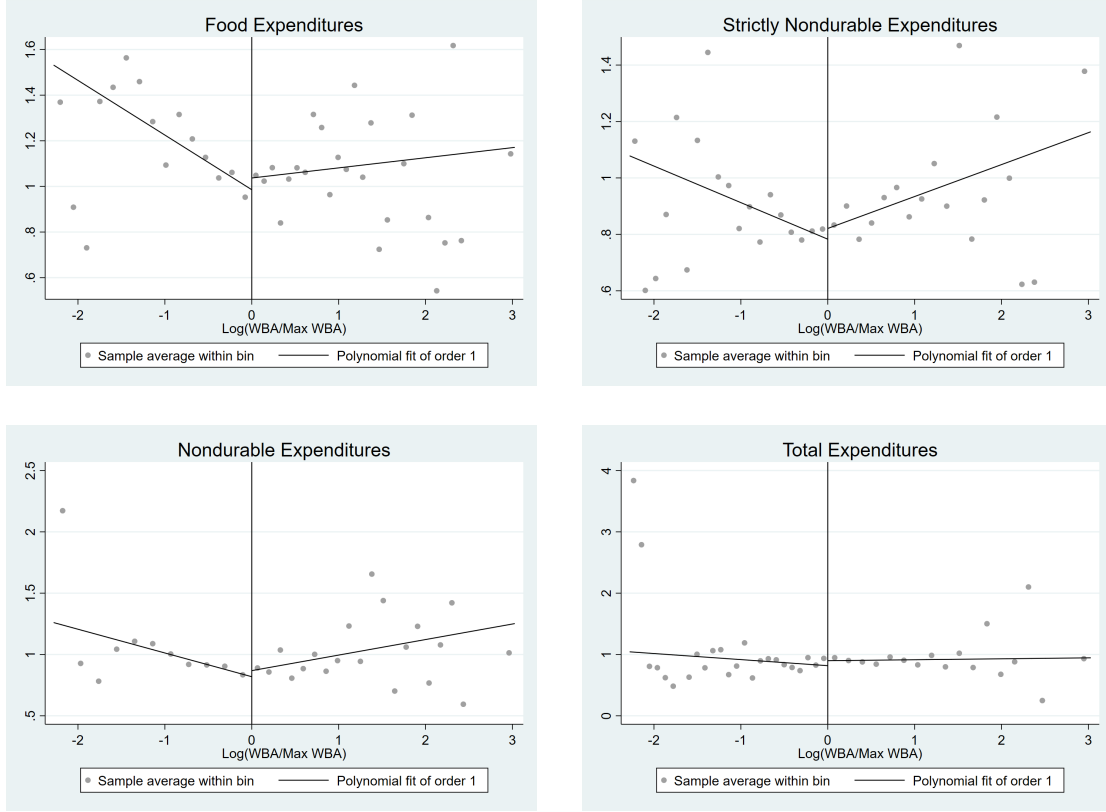 Food Expenditures
1.6
1.4
1.2
1
.8
.6
-2 -1 0 1 2 3
Log(WBA/Max WBA)
Sample average within bin Polynomial fit of order 1
Strictly Nondurable Expenditures
1.4
1.2
1
.8
.6
-2 -1 0 1 2 3
Log(WBA/Max WBA)
Sample average within bin Polynomial fit of order 1
Nondurable Expenditures
2.5
2
1.5
1
.5
-2 -1 0 1 2 3
Log(WBA/Max WBA)
Sample average within bin Polynomial fit of order 1
Total Expenditures
4
3
2
1
0
-2 -1 0 1 2 3
Log(WBA/Max WBA)
Sample average within bin Polynomial fit of order 1